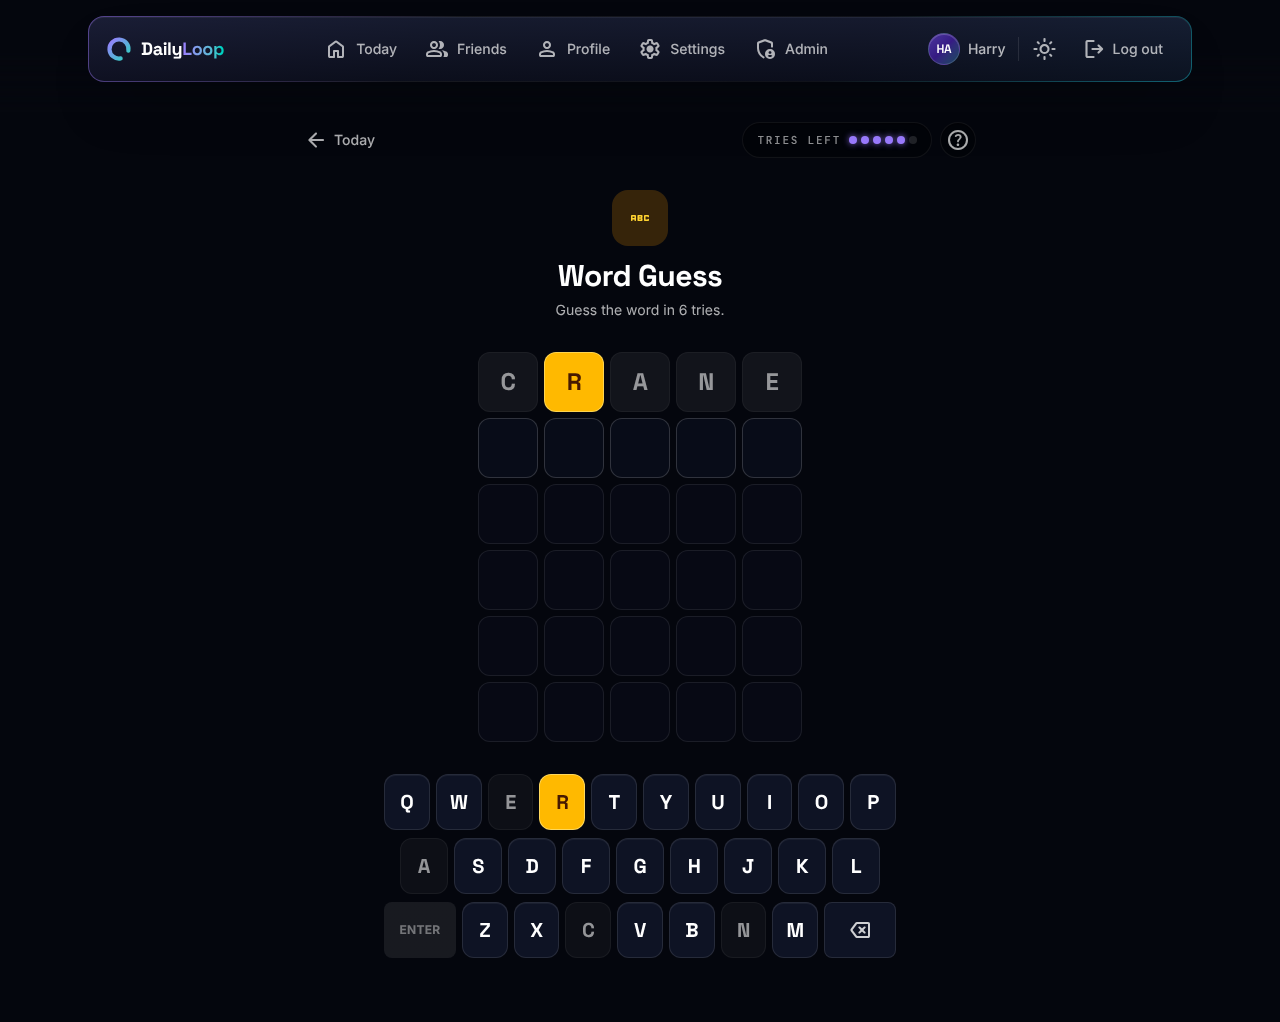 DailyLoop Today Friends Profile Settings Admin HA Harry Log out
Today TRIES LEFT ?
ABC
Word Guess
Guess the word in 6 tries.
C R A N E
Q W E R T Y U I O P
A S D F G H J K L
ENTER Z X C V B N M